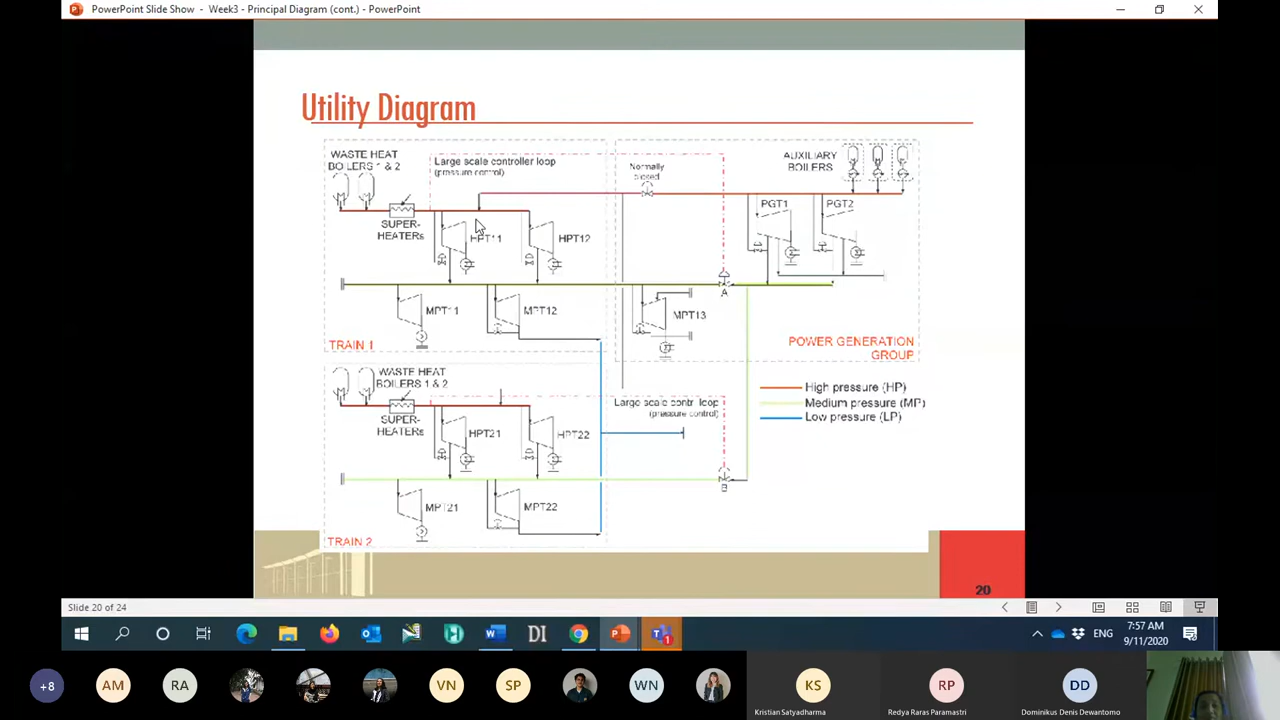 PowerPoint Slide Show - Week3 - Principal Diagram (cont.) - PowerPoint
Utility Diagram
WASTE HEAT
BOILERS 1 & 2
Large scale controller loop
(pressure control)
Normally
closed
AUXILIARY
BOILERS
SUPER-
HEATERs
HPT11
HPT12
PGT1
PGT2
A
MPT11
MPT12
MPT13
TRAIN 1
POWER GENERATION
GROUP
WASTE HEAT
BOILERS 1 & 2
SUPER-
HEATERs
HPT21
HPT22
Large scale contr loop
(pressure control)
High pressure (HP)
Medium pressure (MP)
Low pressure (LP)
B
MPT21
MPT22
TRAIN 2
20
Slide 20 of 24
DI
1
ENG
7:57 AM
9/11/2020
+8
AM
RA
VN
SP
WN
KS
RP
DD
Kristian Satyadharma
Redya Raras Paramastri
Dominikus Denis Dewantomo